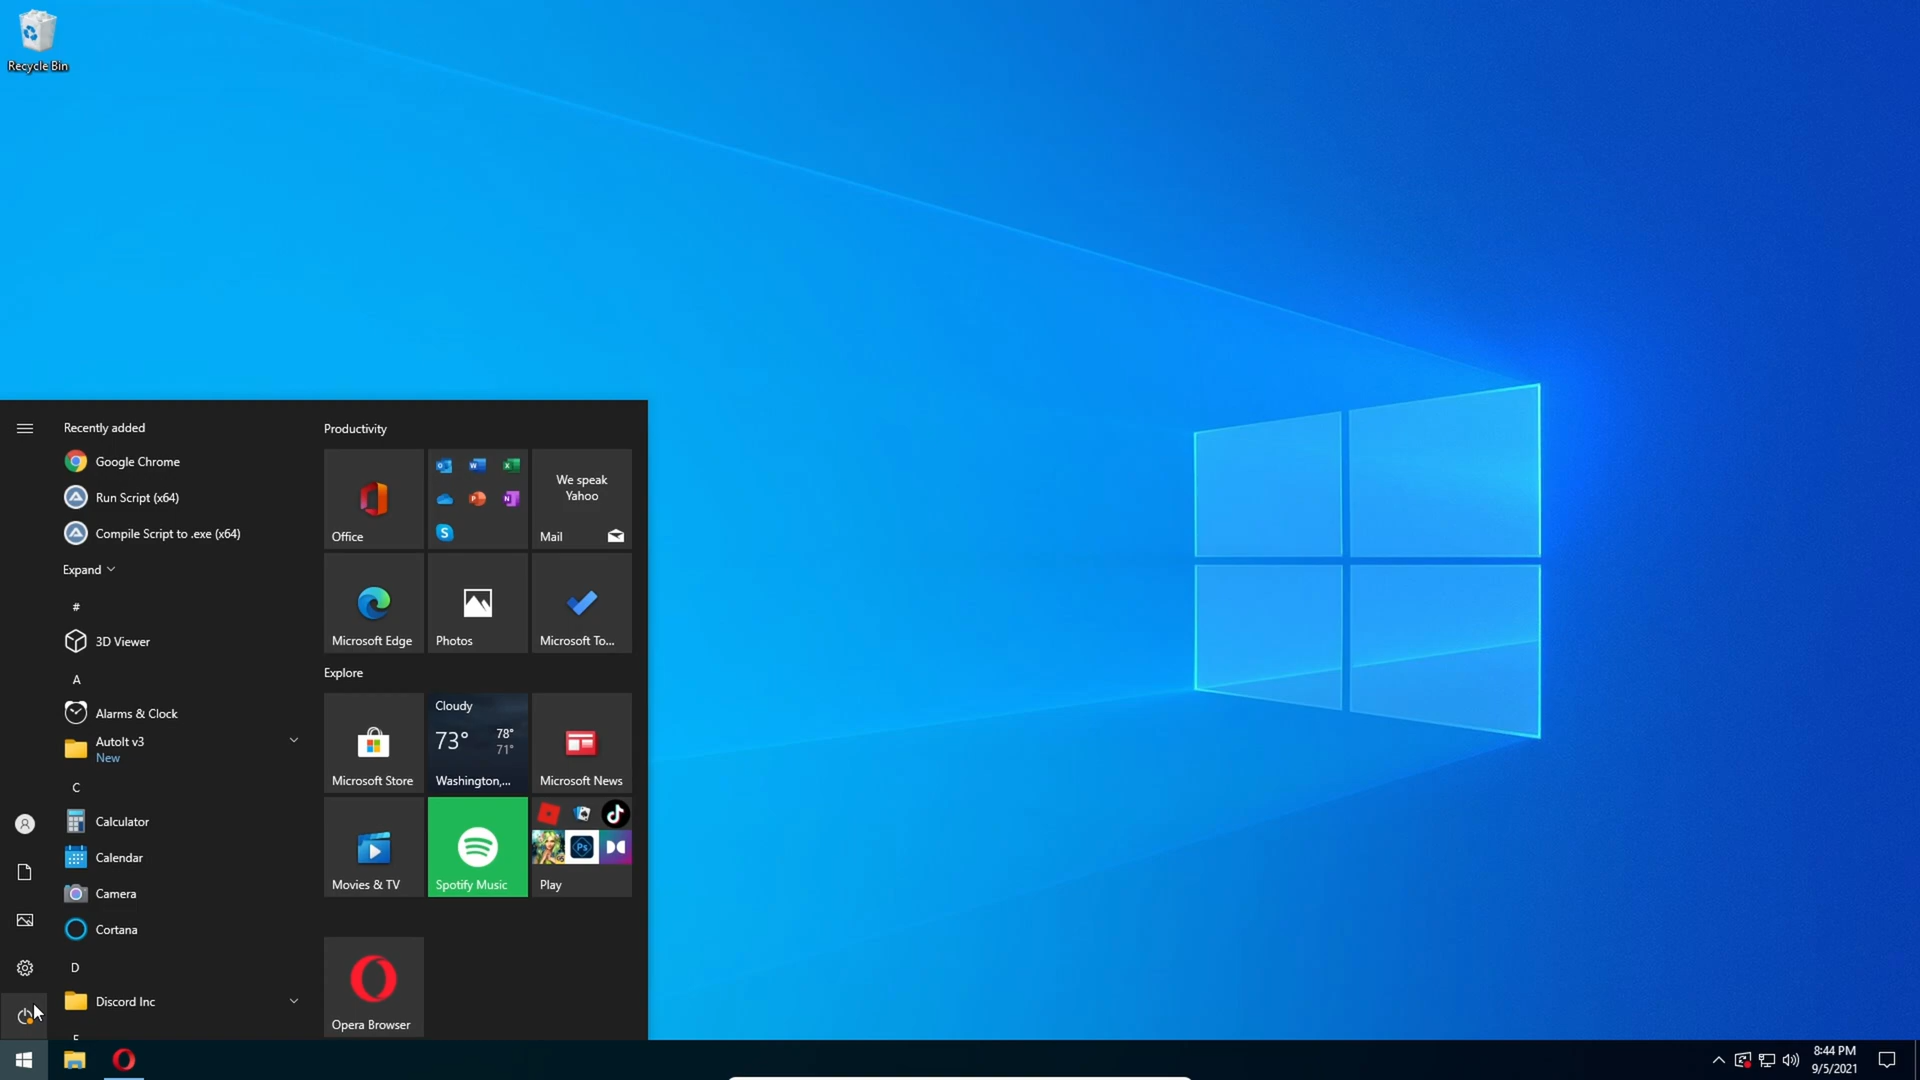 Recycle Bin
Recently added
Google Chrome
Run Script (x64)
Compile Script to .exe (x64)
Expand
#
3D Viewer
A
Alarms & Clock
AutoIt v3
New
C
Calculator
Calendar
Camera
Cortana
D
Discord Inc
Productivity
Office
We speak
Yahoo
Mail
Microsoft Edge
Photos
Microsoft To...
Explore
Microsoft Store
Cloudy
73°
78°
71°
Washington,...
Microsoft News
Movies & TV
Spotify Music
Ps
Play
Opera Browser
8:44 PM
9/5/2021